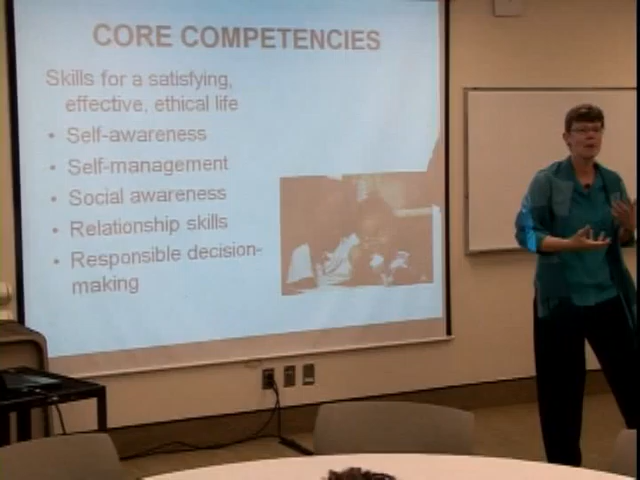 CORE COMPETENCIES
Skills for a satisfying,
effective, ethical life
• Self-awareness
• Self-management
• Social awareness
• Relationship skills
• Responsible decision-
making